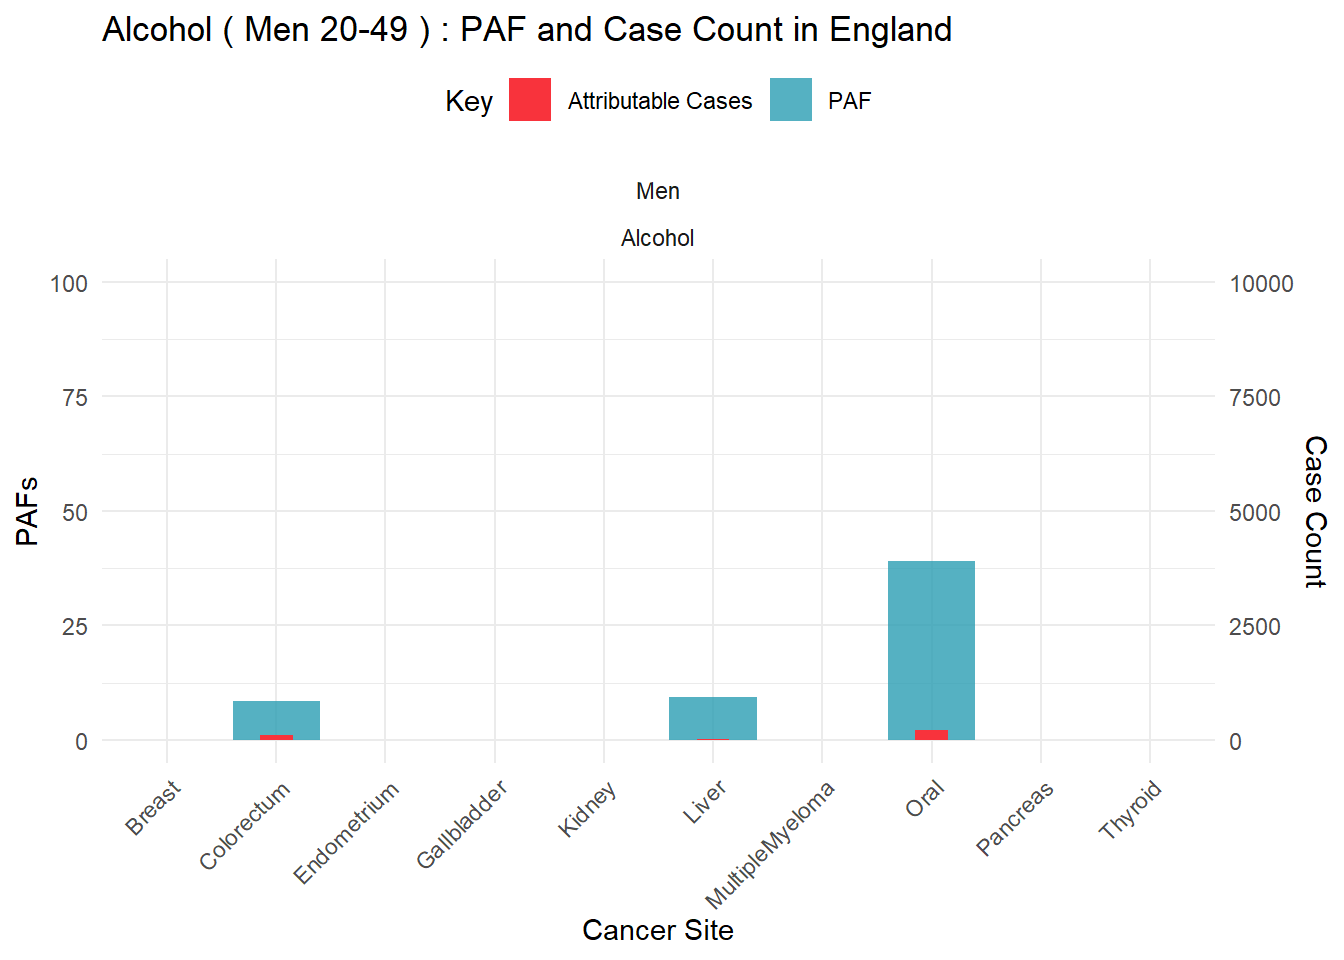 Alcohol ( Men 20-49 ) : PAF and Case Count in England
Key Attributable Cases PAF
Men
Alcohol
100
75
50
25
0
PAFs
10000
7500
5000
2500
0
Case Count
Breast
Colorectum
Endometrium
Gallbladder
Kidney
Liver
MultipleMyeloma
Oral
Pancreas
Thyroid
Cancer Site